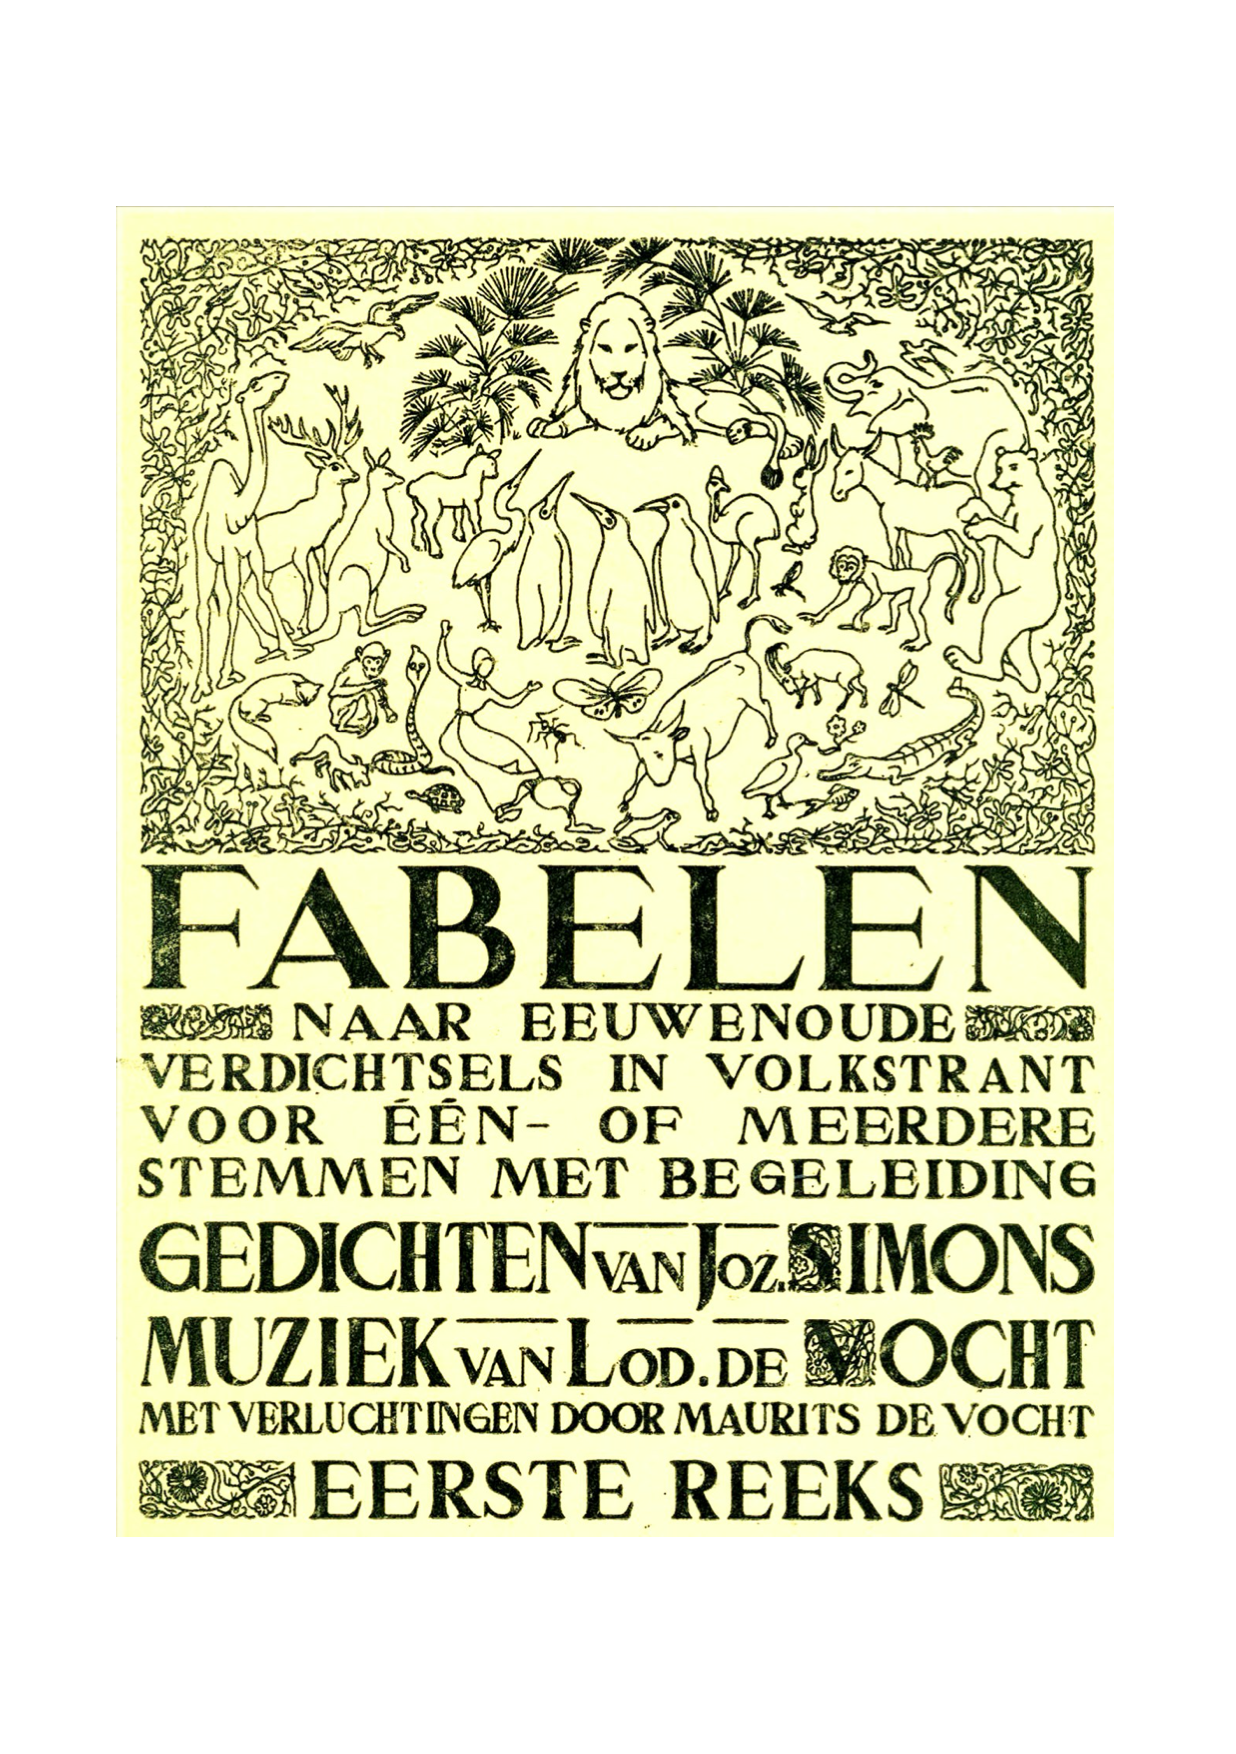 FABELEN
NAAR EEUWENOUDE
VERDICHTSELS IN VOLKSTRANT
VOOR ÉÉN- OF MEERDERE
STEMMEN MET BEGELEIDING
GEDICHTEN VAN JOZ. SIMONS
MUZIEK VAN LOD. DE VOCHT
MET VERLUCHTINGEN DOOR MAURITS DE VOCHT
EERSTE REEKS